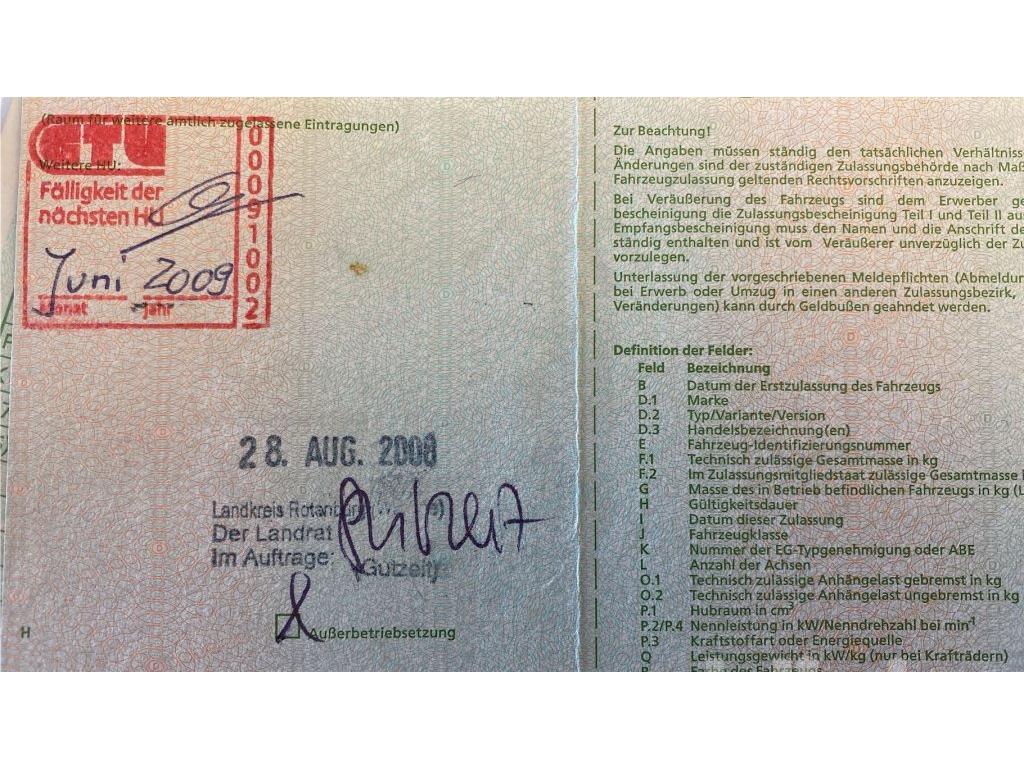 (Raum für weitere amtlich zugelassene Eintragungen)
GTÜ
Weitere HU:
Fälligkeit der
nächsten HU
Juni 2009
Monat Jahr
00091002
28. AUG. 2008
Landkreis
Der Landrat
Im Auftrage:
Gutzeit
Außerbetriebsetzung
H
Zur Beachtung!
Die Angaben müssen ständig den tatsächlichen
Änderungen sind der zuständigen Zulassungsbehörde nach
Fahrzeugzulassung geltenden Rechtsvorschriften anzuzeigen.
Bei Veräußerung des Fahrzeugs sind dem Erwerber
bescheinigung die Zulassungsbescheinigung Teil I und Teil II
Empfangsbescheinigung muss den Namen und die Anschrift
ständig enthalten und ist vom Veräußerer unverzüglich der
vorzulegen.
Unterlassung der vorgeschriebenen Meldepflichten
bei Erwerb oder Umzug in einen anderen Zulassungsbezirk,
Veränderungen) kann durch Geldbußen geahndet werden.
Definition der Felder:
Feld Bezeichnung
B Datum der Erstzulassung des Fahrzeugs
D.1 Marke
D.2 Typ/Variante/Version
D.3 Handelsbezeichnung(en)
E Fahrzeug-Identifizierungsnummer
F.1 Technisch zulässige Gesamtmasse in kg
F.2 Im Zulassungsmitgliedstaat zulässige Gesamtmasse
G Masse des in Betrieb befindlichen Fahrzeugs in kg
H Gültigkeitsdauer
I Datum dieser Zulassung
J Fahrzeugklasse
K Nummer der EG-Typgenehmigung oder ABE
L Anzahl der Achsen
O.1 Technisch zulässige Anhängelast gebremst in kg
O.2 Technisch zulässige Anhängelast ungebremst in kg
P.1 Hubraum in cm³
P.2/P.4 Nennleistung in kW/Nenndrehzahl bei min⁻¹
P.3 Kraftstoffart oder Energiequelle
Q Leistungsgewicht in kW/kg (nur bei Krafträdern)
R Farbe des Fahrzeugs